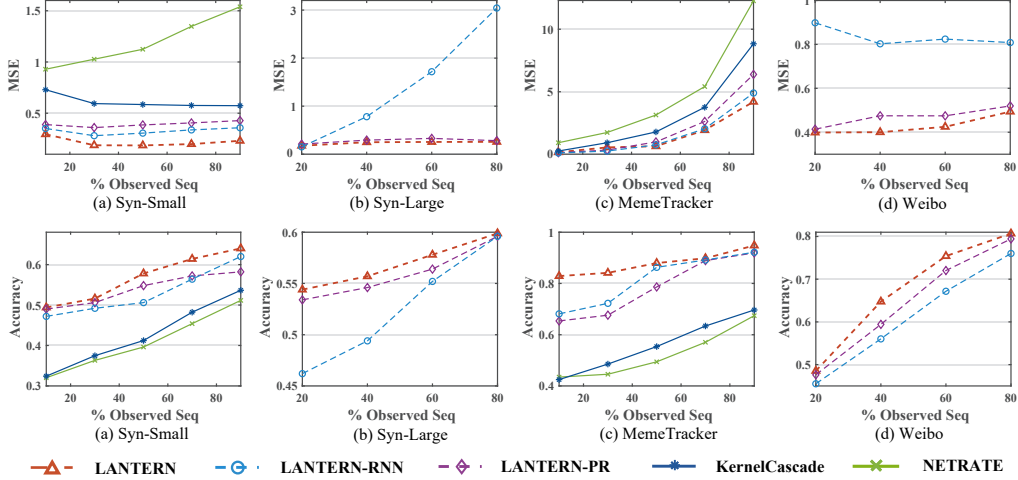 1.5
1
0.5
MSE
20 40 60 80
% Observed Seq
(a) Syn-Small
3
2
1
0
MSE
20 40 60 80
% Observed Seq
(b) Syn-Large
10
5
0
MSE
20 40 60 80
% Observed Seq
(c) MemeTracker
1
0.8
0.6
0.4
MSE
20 40 60 80
% Observed Seq
(d) Weibo
0.6
0.5
0.4
0.3
Accuracy
20 40 60 80
% Observed Seq
(a) Syn-Small
0.6
0.55
0.5
0.45
Accuracy
20 40 60 80
% Observed Seq
(b) Syn-Large
1
0.8
0.6
0.4
Accuracy
20 40 60 80
% Observed Seq
(c) MemeTracker
0.8
0.7
0.6
0.5
Accuracy
20 40 60 80
% Observed Seq
(d) Weibo
LANTERN LANTERN-RNN LANTERN-PR KernelCascade NETRATE